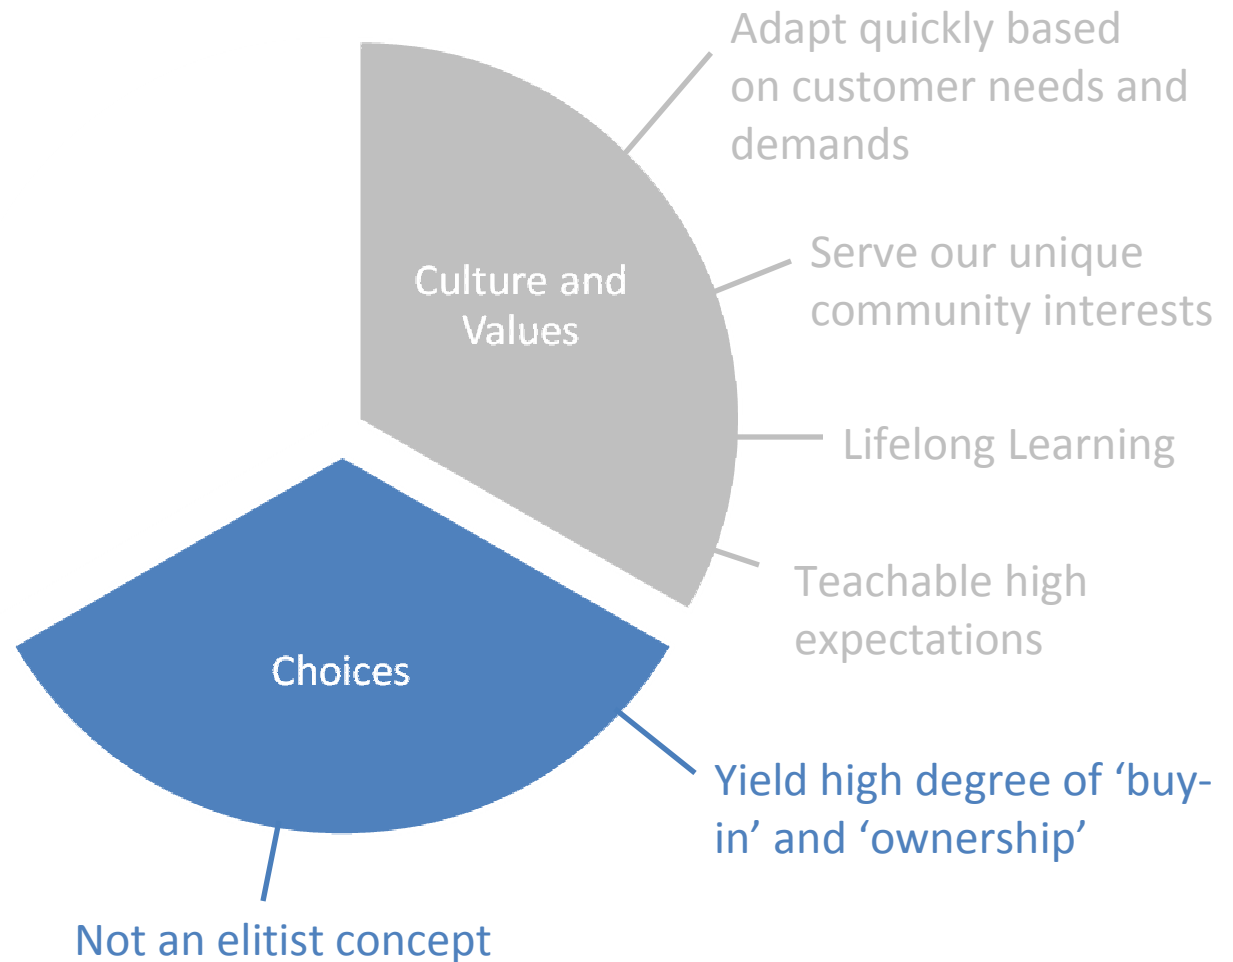 Adapt quickly based
on customer needs and
demands
Culture and
Values
Serve our unique
community interests
Lifelong Learning
Teachable high
expectations
Choices
Yield high degree of ‘buy-
in’ and ‘ownership’
Not an elitist concept